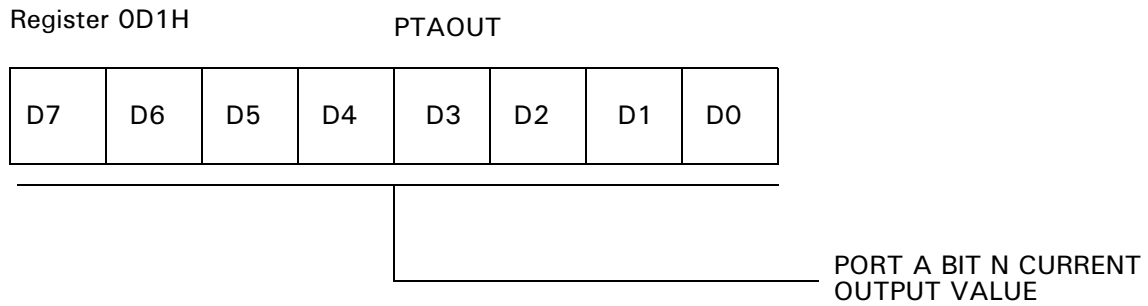 Register 0D1H
PTAOUT
D7 D6 D5 D4 D3 D2 D1 D0
PORT A BIT N CURRENT
OUTPUT VALUE